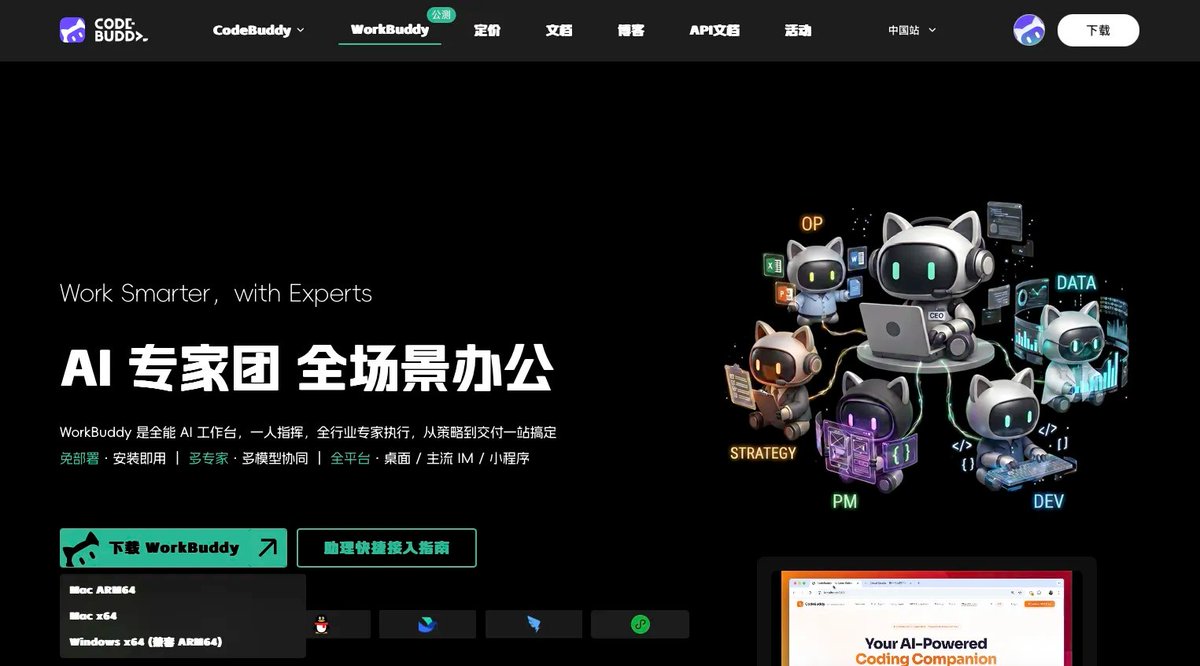 CODE-
BUDD>_
CodeBuddy
WorkBuddy
公测
定价
文档
博客
API文档
活动
中国站
下载
Work Smarter, with Experts
AI 专家团 全场景办公
WorkBuddy 是全能 AI 工作台，一人指挥，全行业专家执行，从策略到交付一站搞定
免部署 · 安装即用 | 多专家 · 多模型协同 | 全平台 · 桌面 / 主流 IM / 小程序
下载 WorkBuddy
助理快捷接入指南
Mac ARM64
Mac x64
Windows x64 (兼容 ARM64)
OP
CEO
DATA
STRATEGY
PM
DEV
</> 
{}
</>
[]
{ }
X
W
P
CodeBuddy
Your AI-Powered
Coding Companion